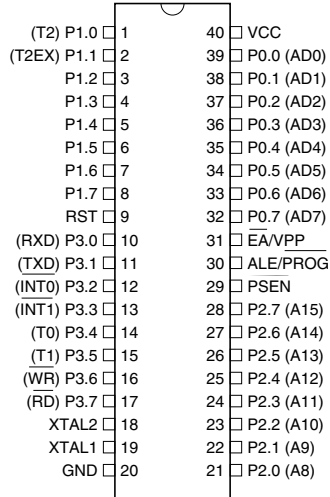 (T2) P1.0 1 40 VCC
(T2EX) P1.1 2 39 P0.0 (AD0)
P1.2 3 38 P0.1 (AD1)
P1.3 4 37 P0.2 (AD2)
P1.4 5 36 P0.3 (AD3)
P1.5 6 35 P0.4 (AD4)
P1.6 7 34 P0.5 (AD5)
P1.7 8 33 P0.6 (AD6)
RST 9 32 P0.7 (AD7)
(RXD) P3.0 10 31 E̅A̅/VPP
(TXD) P3.1 11 30 ALE/P̅R̅O̅G̅
(I̅N̅T̅0̅) P3.2 12 29 P̅S̅E̅N̅
(I̅N̅T̅1̅) P3.3 13 28 P2.7 (A15)
(T0) P3.4 14 27 P2.6 (A14)
(T1) P3.5 15 26 P2.5 (A13)
(W̅R̅) P3.6 16 25 P2.4 (A12)
(R̅D̅) P3.7 17 24 P2.3 (A11)
XTAL2 18 23 P2.2 (A10)
XTAL1 19 22 P2.1 (A9)
GND 20 21 P2.0 (A8)